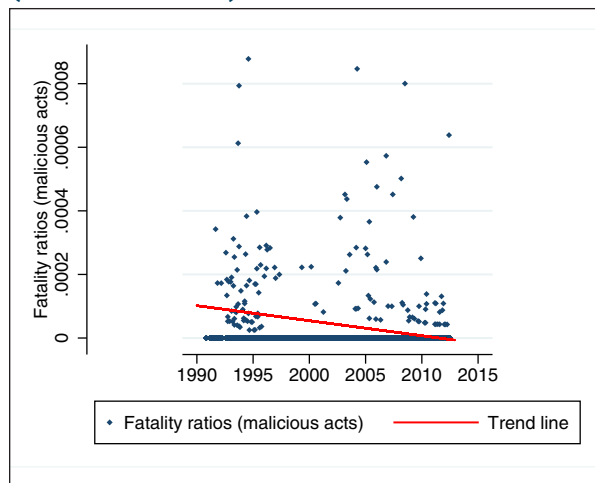 Fatality ratios (malicious acts)
.0008
.0006
.0004
.0002
0
1990 1995 2000 2005 2010 2015
Fatality ratios (malicious acts) Trend line